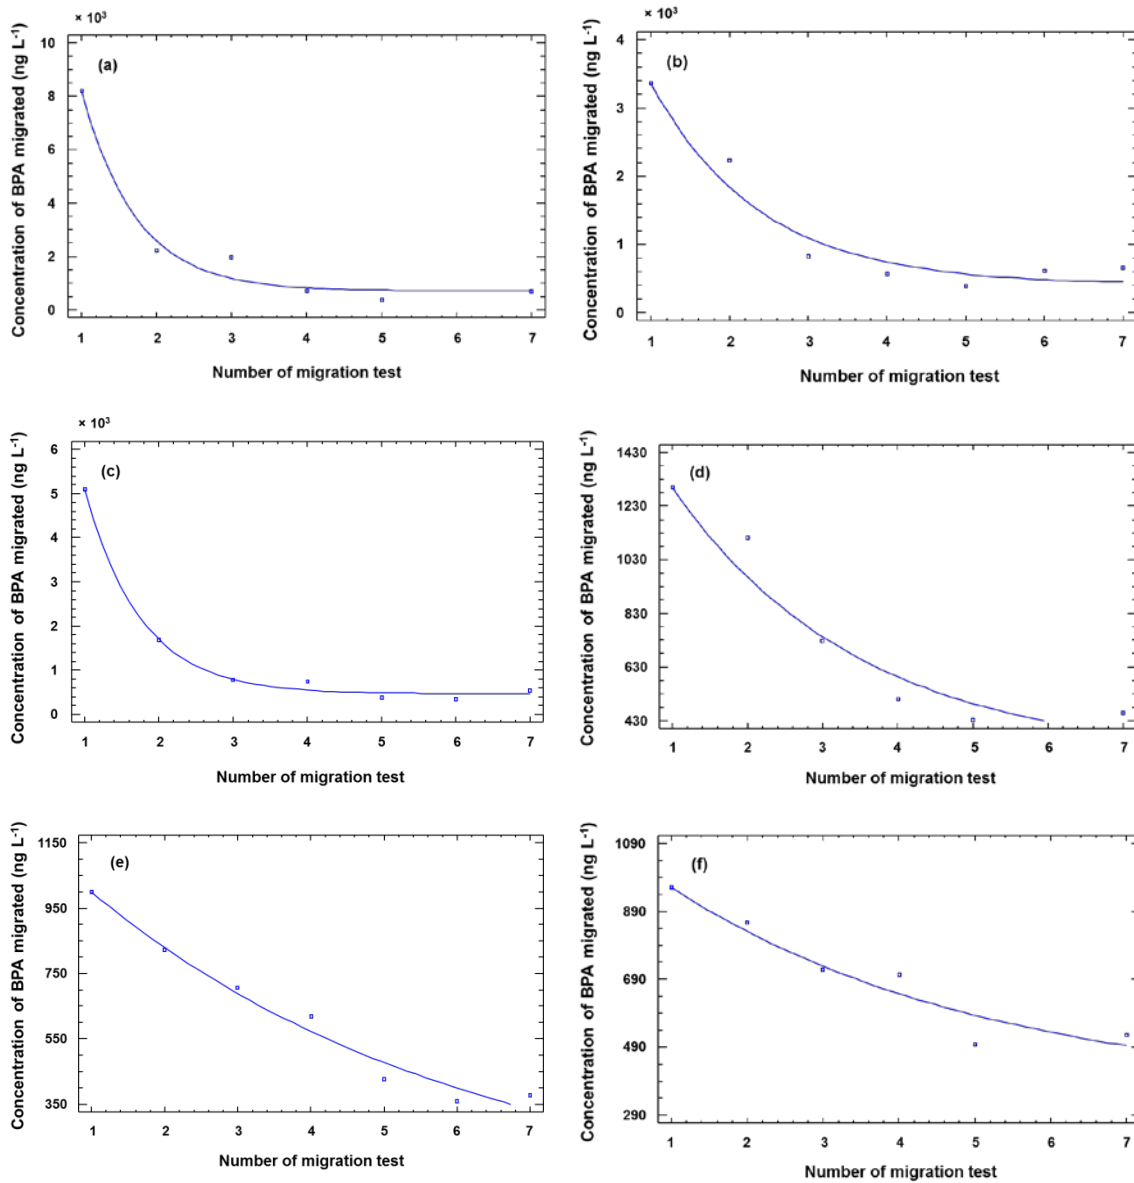 × 10³
Concentration of BPA migrated (ng L⁻¹)
(a)
10
8
6
4
2
0
1 2 3 4 5 6 7
Number of migration test
× 10³
Concentration of BPA migrated (ng L⁻¹)
(b)
4
3
2
1
0
1 2 3 4 5 6 7
Number of migration test
× 10³
Concentration of BPA migrated (ng L⁻¹)
(c)
6
5
4
3
2
1
0
1 2 3 4 5 6 7
Number of migration test
Concentration of BPA migrated (ng L⁻¹)
(d)
1430
1230
1030
830
630
430
1 2 3 4 5 6 7
Number of migration test
Concentration of BPA migrated (ng L⁻¹)
(e)
1150
950
750
550
350
1 2 3 4 5 6 7
Number of migration test
Concentration of BPA migrated (ng L⁻¹)
(f)
1090
890
690
490
290
1 2 3 4 5 6 7
Number of migration test